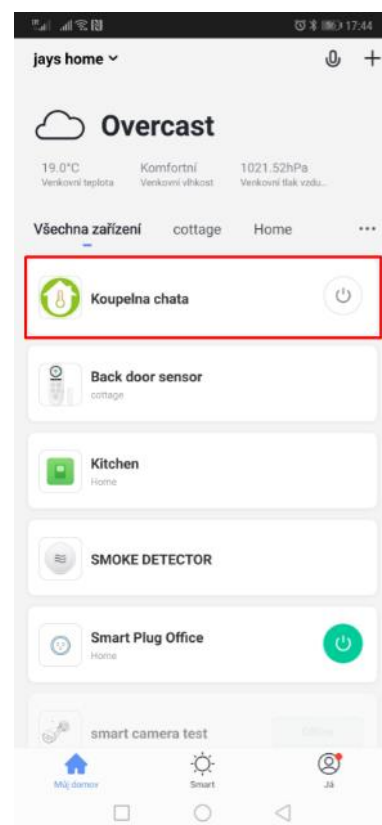 17:44
jays home
Overcast
19.0°C
Komfortní
1021.52hPa
Venkovní teplota
Venkovní vlhkost
Venkovní tlak vzdu...
Všechna zařízení
cottage
Home
Koupelna chata
Back door sensor
cottage
Kitchen
Home
SMOKE DETECTOR
Smart Plug Office
Home
smart camera test
Offline
Můj domov
Smart
Já